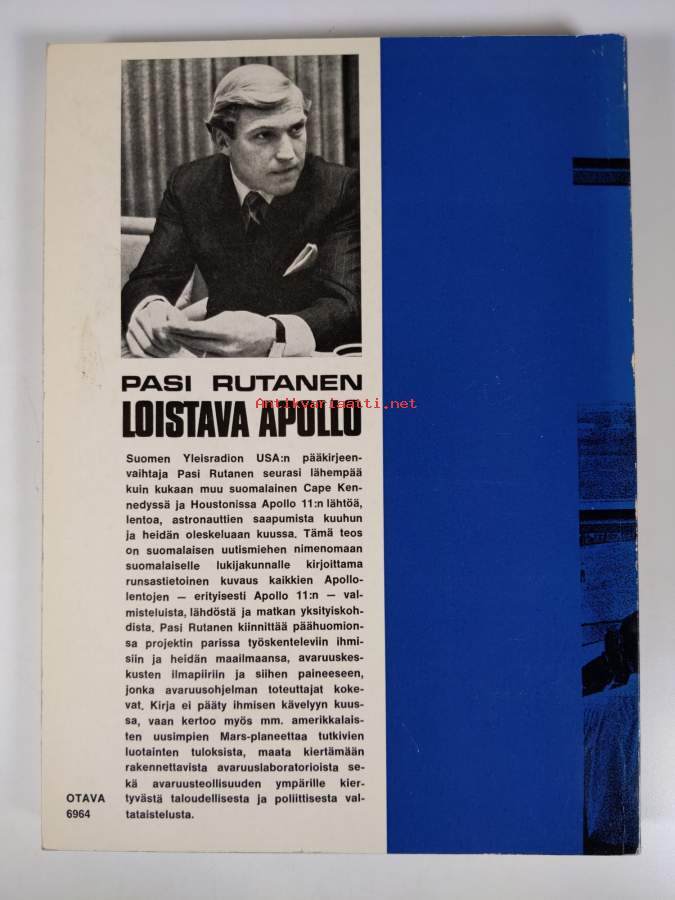 PASI RUTANEN
Antikvariaatti.net
LOISTAVA APOLLO
Suomen Yleisradion USA:n pääkirjeen-
vaihtaja Pasi Rutanen seurasi lähempää
kuin kukaan muu suomalainen Cape Ken-
nedyssä ja Houstonissa Apollo 11:n lähtöä,
lentoa, astronauttien saapumista kuuhun
ja heidän oleskeluaan kuussa. Tämä teos
on suomalaisen uutismiehen nimenomaan
suomalaiselle lukijakunnalle kirjoittama
runsastietoinen kuvaus kaikkien Apollo-
lentojen — erityisesti Apollo 11:n — val-
misteluista, lähdöstä ja matkan yksityiskoh-
dista. Pasi Rutanen kiinnittää päähuomion-
sa projektin parissa työskenteleviin ihmi-
siin ja heidän maailmaansa, avaruuskes-
kusten ilmapiiriin ja siihen paineeseen,
jonka avaruusohjelman toteuttajat koke-
vat. Kirja ei pääty ihmisen kävelyyn kuus-
sa, vaan kertoo myös mm. amerikkalais-
ten uusimpien Mars-planeettaa tutkivien
luotainten tuloksista, maata kiertämään
rakennettavista avaruuslaboratorioista se-
kä avaruusteollisuuden ympärille kier-
tyvästä taloudellisesta ja poliittisesta val-
tataistelusta.
OTAVA
6964